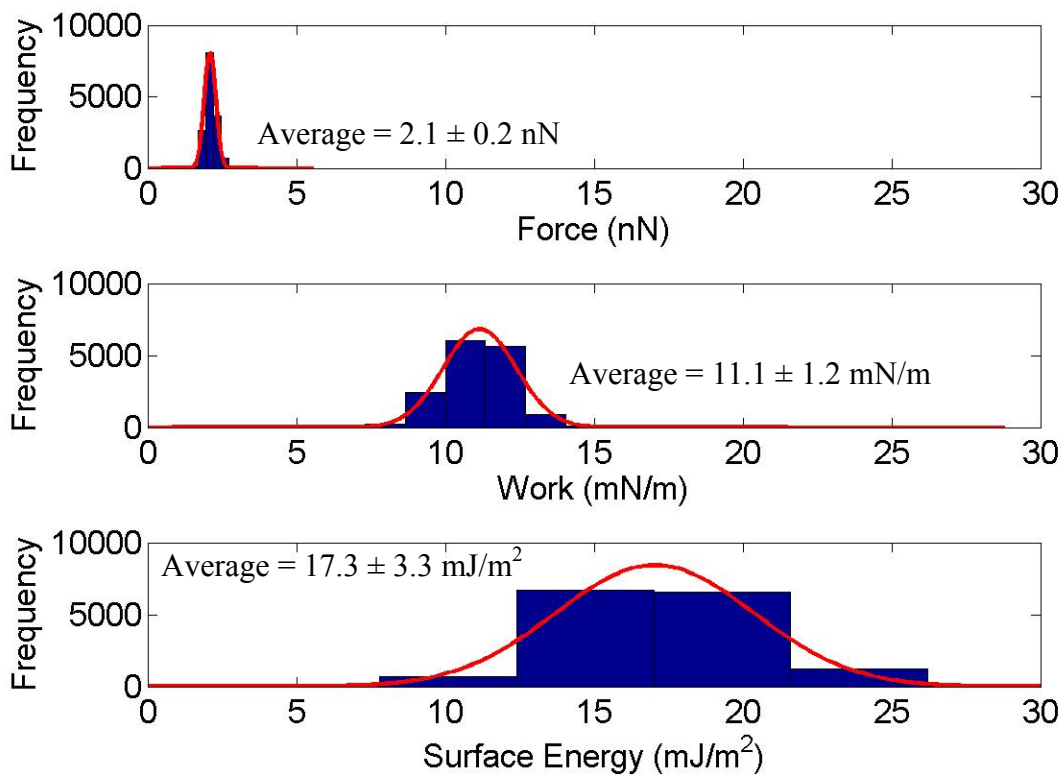 10000
5000
0
Frequency
Average = 2.1 ± 0.2 nN
0 5 10 15 20 25 30
Force (nN)
10000
5000
0
Frequency
Average = 11.1 ± 1.2 mN/m
0 5 10 15 20 25 30
Work (mN/m)
10000
5000
0
Frequency
Average = 17.3 ± 3.3 mJ/m²
0 5 10 15 20 25 30
Surface Energy (mJ/m²)